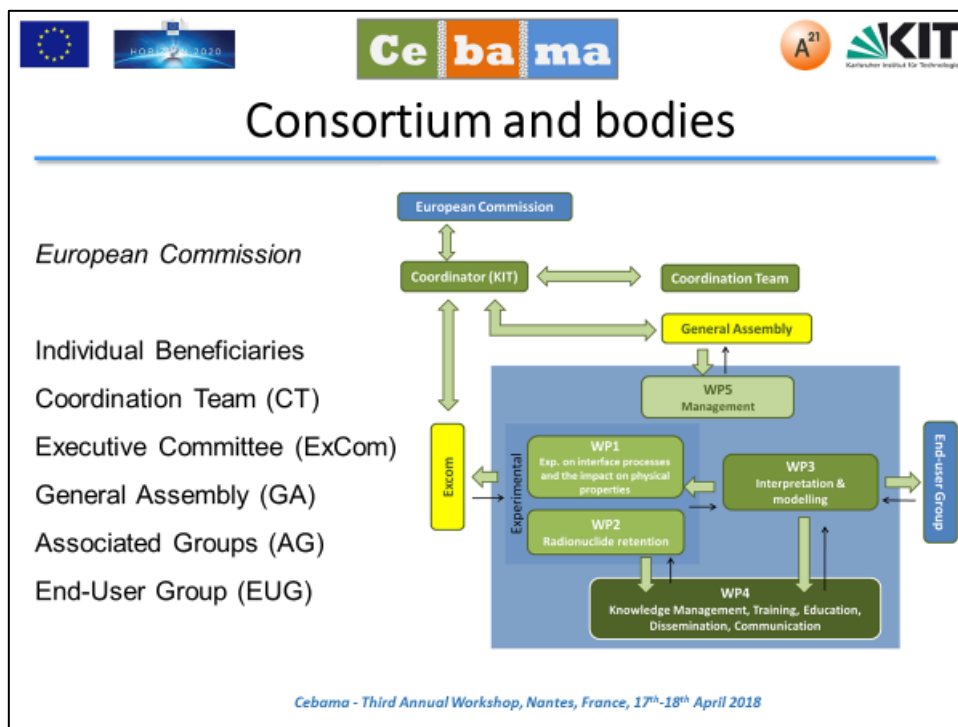 HORIZON 2020
Ce ba ma
A21
KIT
Karlsruher Institut für Technologie
Consortium and bodies
European Commission
Individual Beneficiaries
Coordination Team (CT)
Executive Committee (ExCom)
General Assembly (GA)
Associated Groups (AG)
End-User Group (EUG)
European Commission
Coordinator (KIT)
Coordination Team
General Assembly
WP5
Management
Excom
Experimental
WP1
Exp. on interface processes
and the impact on physical
properties
WP2
Radionuclide retention
WP3
Interpretation &
modelling
End-user Group
WP4
Knowledge Management, Training, Education,
Dissemination, Communication
Cebama - Third Annual Workshop, Nantes, France, 17th-18th April 2018